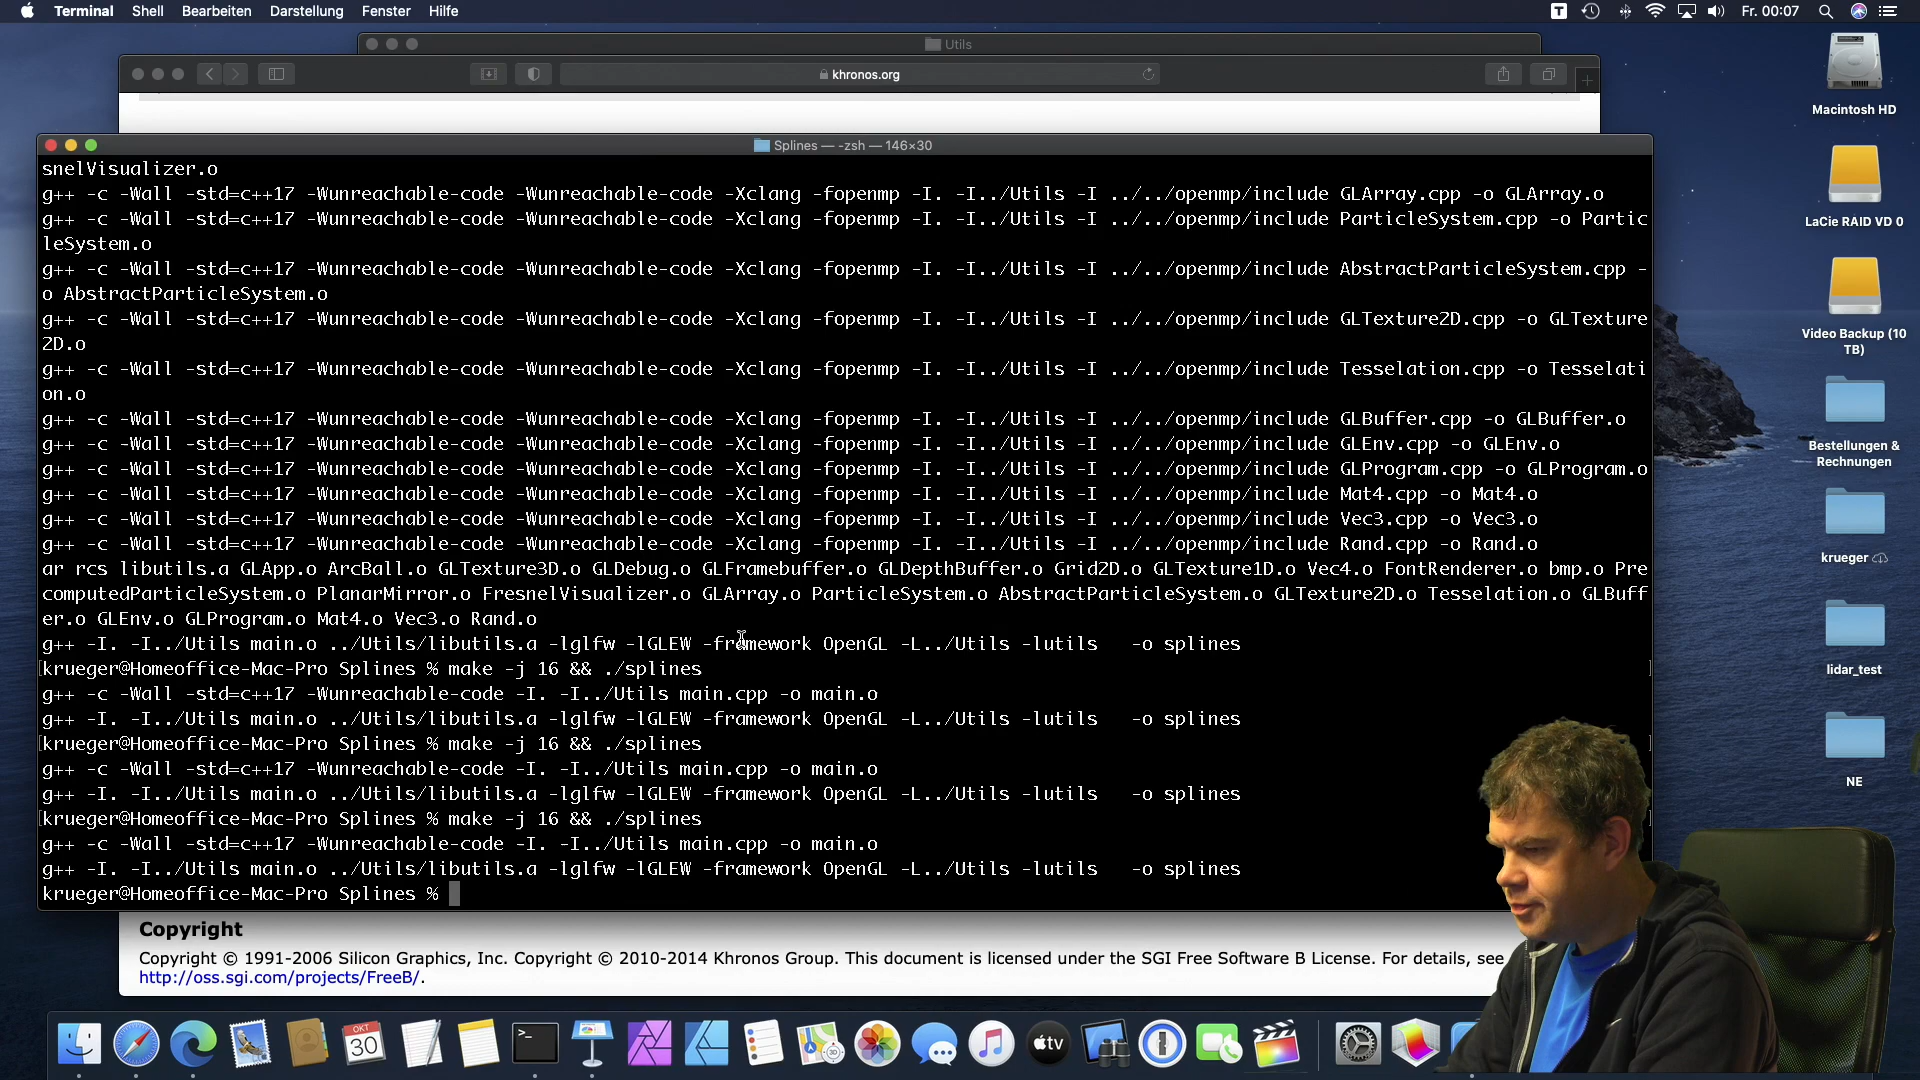 Terminal Shell Bearbeiten Darstellung Fenster Hilfe
Fr. 00:07
Utils
khronos.org
Splines — -zsh — 146×30
snelVisualizer.o
g++ -c -Wall -std=c++17 -Wunreachable-code -Wunreachable-code -Xclang -fopenmp -I. -I../Utils -I ../../openmp/include GLArray.cpp -o GLArray.o
g++ -c -Wall -std=c++17 -Wunreachable-code -Wunreachable-code -Xclang -fopenmp -I. -I../Utils -I ../../openmp/include ParticleSystem.cpp -o Partic
leSystem.o
g++ -c -Wall -std=c++17 -Wunreachable-code -Wunreachable-code -Xclang -fopenmp -I. -I../Utils -I ../../openmp/include AbstractParticleSystem.cpp -
o AbstractParticleSystem.o
g++ -c -Wall -std=c++17 -Wunreachable-code -Wunreachable-code -Xclang -fopenmp -I. -I../Utils -I ../../openmp/include GLTexture2D.cpp -o GLTexture
2D.o
g++ -c -Wall -std=c++17 -Wunreachable-code -Wunreachable-code -Xclang -fopenmp -I. -I../Utils -I ../../openmp/include Tesselation.cpp -o Tesselati
on.o
g++ -c -Wall -std=c++17 -Wunreachable-code -Wunreachable-code -Xclang -fopenmp -I. -I../Utils -I ../../openmp/include GLBuffer.cpp -o GLBuffer.o
g++ -c -Wall -std=c++17 -Wunreachable-code -Wunreachable-code -Xclang -fopenmp -I. -I../Utils -I ../../openmp/include GLEnv.cpp -o GLEnv.o
g++ -c -Wall -std=c++17 -Wunreachable-code -Wunreachable-code -Xclang -fopenmp -I. -I../Utils -I ../../openmp/include GLProgram.cpp -o GLProgram.o
g++ -c -Wall -std=c++17 -Wunreachable-code -Wunreachable-code -Xclang -fopenmp -I. -I../Utils -I ../../openmp/include Mat4.cpp -o Mat4.o
g++ -c -Wall -std=c++17 -Wunreachable-code -Wunreachable-code -Xclang -fopenmp -I. -I../Utils -I ../../openmp/include Vec3.cpp -o Vec3.o
g++ -c -Wall -std=c++17 -Wunreachable-code -Wunreachable-code -Xclang -fopenmp -I. -I../Utils -I ../../openmp/include Rand.cpp -o Rand.o
ar rcs libutils.a GLApp.o ArcBall.o GLTexture3D.o GLDebug.o GLFramebuffer.o GLDepthBuffer.o Grid2D.o GLTexture1D.o Vec4.o FontRenderer.o bmp.o Pre
computedParticleSystem.o PlanarMirror.o FresnelVisualizer.o GLArray.o ParticleSystem.o AbstractParticleSystem.o GLTexture2D.o Tesselation.o GLBuff
er.o GLEnv.o GLProgram.o Mat4.o Vec3.o Rand.o
g++ -I. -I../Utils main.o ../Utils/libutils.a -lglfw -lGLEW -framework OpenGL -L../Utils -lutils   -o splines
[krueger@Homeoffice-Mac-Pro Splines % make -j 16 && ./splines ]
g++ -c -Wall -std=c++17 -Wunreachable-code -I. -I../Utils main.cpp -o main.o
g++ -I. -I../Utils main.o ../Utils/libutils.a -lglfw -lGLEW -framework OpenGL -L../Utils -lutils   -o splines
[krueger@Homeoffice-Mac-Pro Splines % make -j 16 && ./splines ]
g++ -c -Wall -std=c++17 -Wunreachable-code -I. -I../Utils main.cpp -o main.o
g++ -I. -I../Utils main.o ../Utils/libutils.a -lglfw -lGLEW -framework OpenGL -L../Utils -lutils   -o splines
[krueger@Homeoffice-Mac-Pro Splines % make -j 16 && ./splines ]
g++ -c -Wall -std=c++17 -Wunreachable-code -I. -I../Utils main.cpp -o main.o
g++ -I. -I../Utils main.o ../Utils/libutils.a -lglfw -lGLEW -framework OpenGL -L../Utils -lutils   -o splines
krueger@Homeoffice-Mac-Pro Splines %
Copyright
Copyright © 1991-2006 Silicon Graphics, Inc. Copyright © 2010-2014 Khronos Group. This document is licensed under the SGI Free Software B License. For details, see
http://oss.sgi.com/projects/FreeB/.
Macintosh HD
LaCie RAID VD 0
Video Backup (10
TB)
Bestellungen &
Rechnungen
krueger
lidar_test
NE
OKT
30
tv